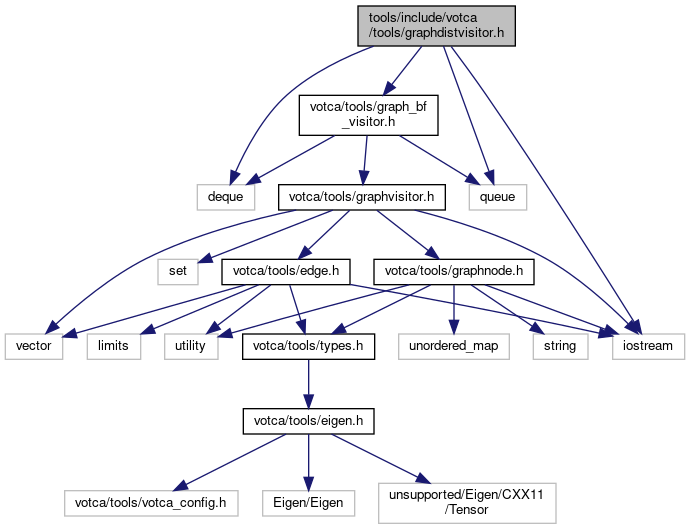 tools/include/votca
/tools/graphdistvisitor.h
votca/tools/graph_bf
_visitor.h
deque
votca/tools/graphvisitor.h
queue
set
votca/tools/edge.h
votca/tools/graphnode.h
vector
limits
utility
votca/tools/types.h
unordered_map
string
iostream
votca/tools/eigen.h
votca/tools/votca_config.h
Eigen/Eigen
unsupported/Eigen/CXX11
/Tensor